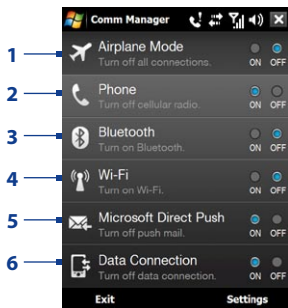 Comm Manager
1 Airplane Mode ON OFF
Turn off all connections.
2 Phone ON OFF
Turn off cellular radio.
3 Bluetooth ON OFF
Turn on Bluetooth.
4 Wi-Fi ON OFF
Turn on Wi-Fi.
5 Microsoft Direct Push ON OFF
Turn off push mail.
6 Data Connection ON OFF
Turn off data connection.
Exit Settings